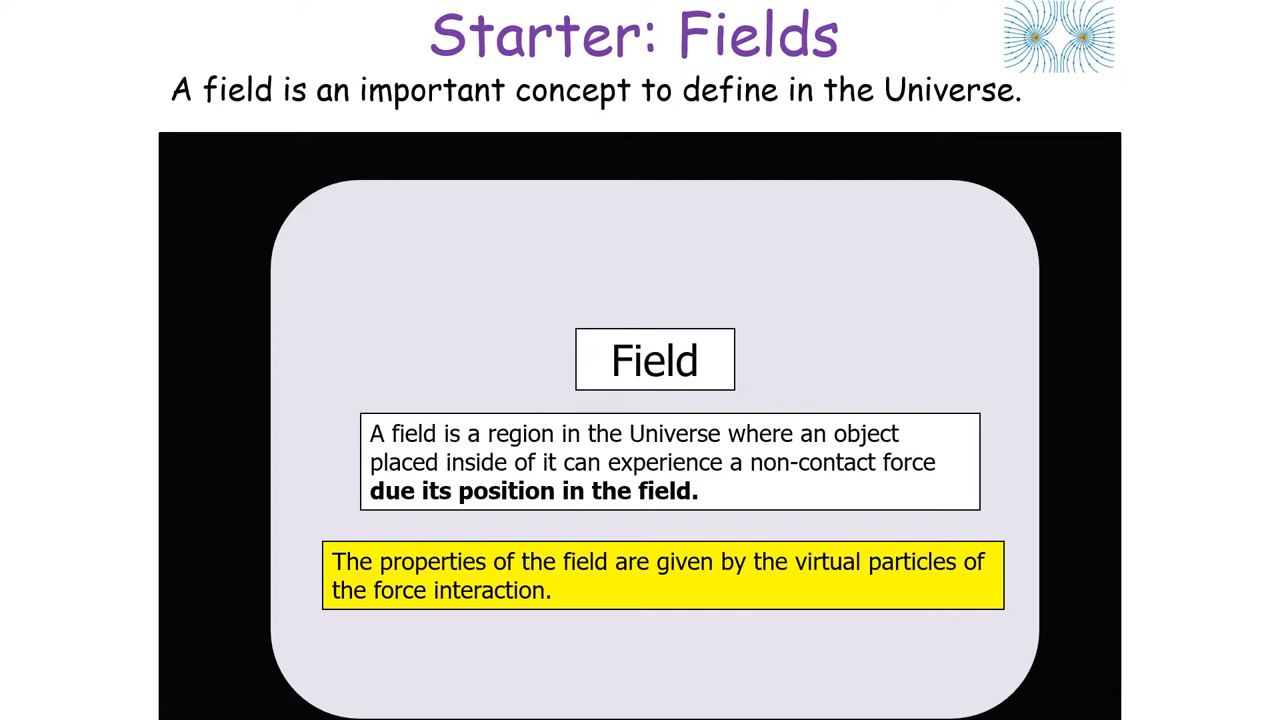 Starter: Fields
A field is an important concept to define in the Universe.
Field
A field is a region in the Universe where an object
placed inside of it can experience a non-contact force
due its position in the field.
The properties of the field are given by the virtual particles of
the force interaction.